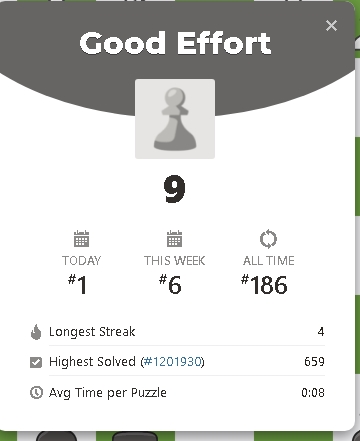 Good Effort
9
TODAY THIS WEEK ALL TIME
#1 #6 #186
Longest Streak 4
Highest Solved (#1201930) 659
Avg Time per Puzzle 0:08